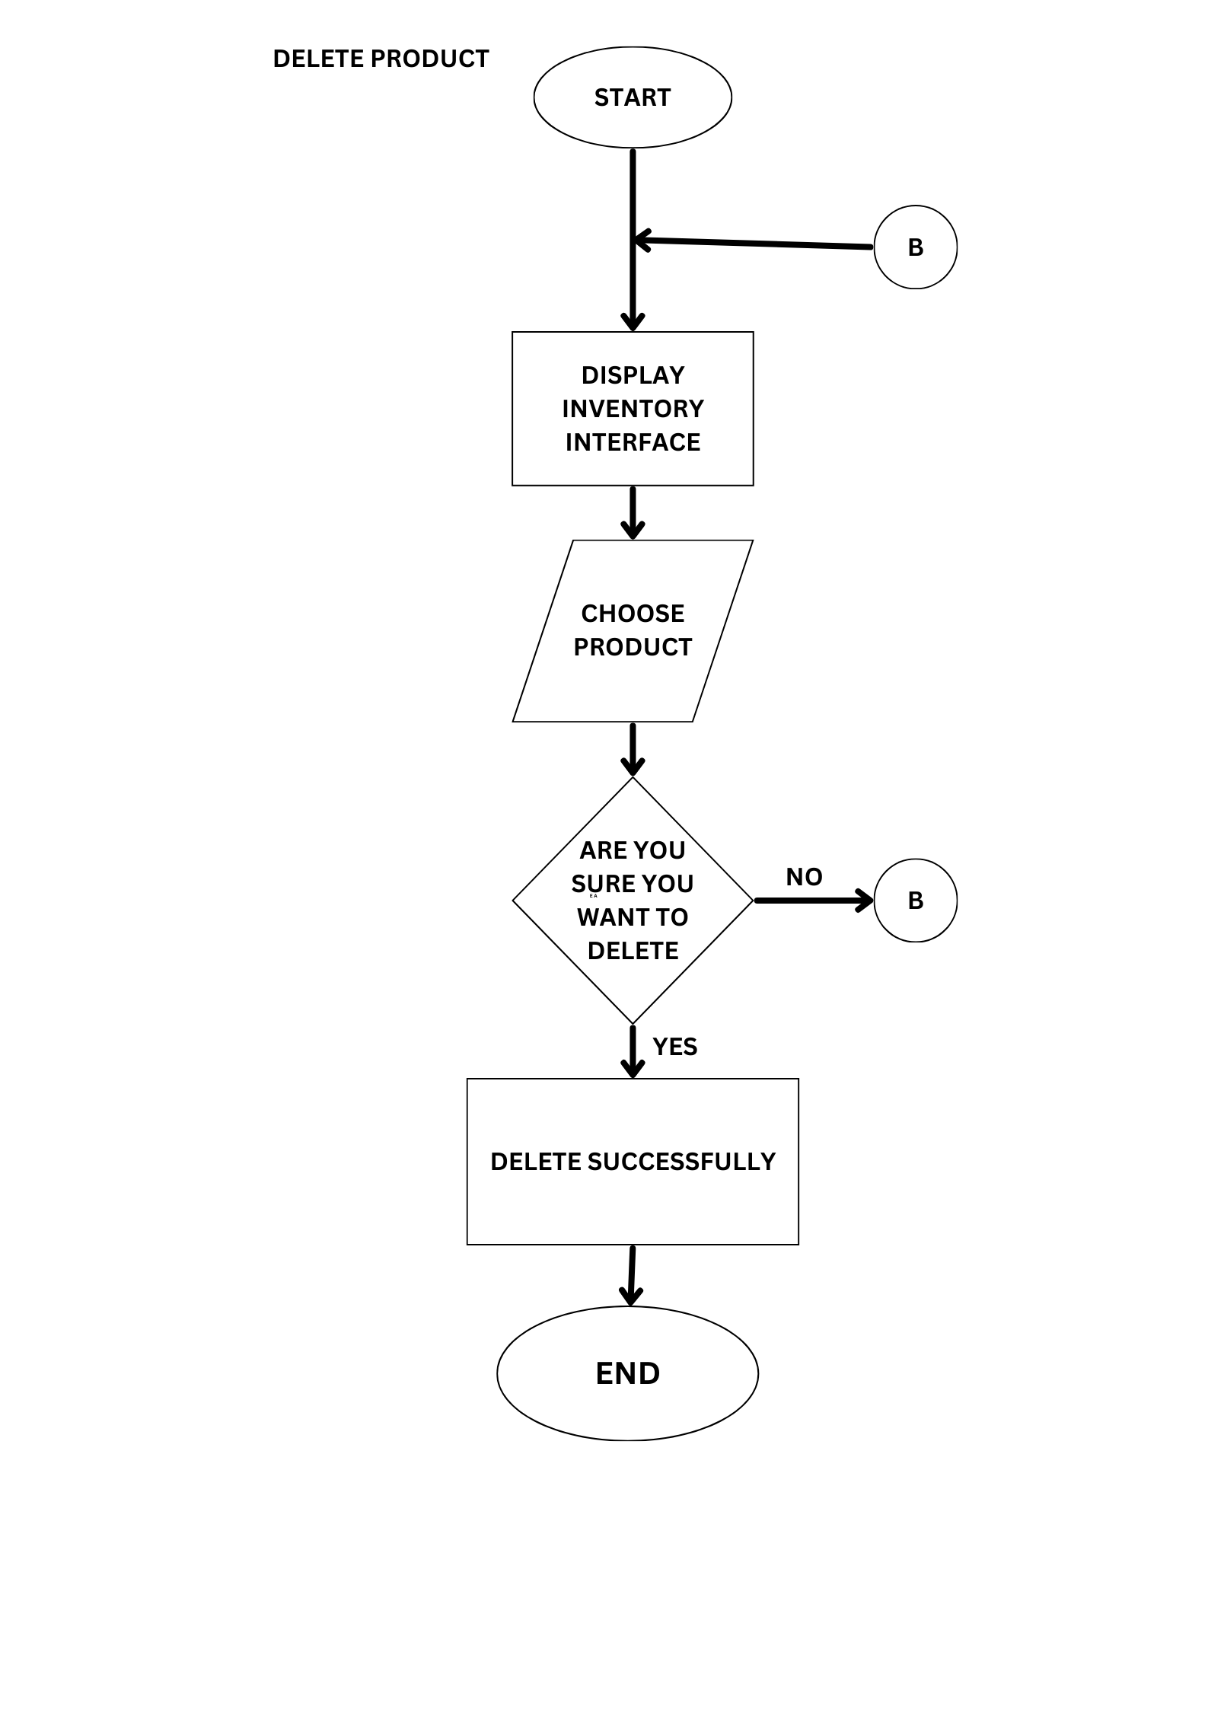 DELETE PRODUCT
START
B
DISPLAY
INVENTORY
INTERFACE
CHOOSE
PRODUCT
ARE YOU
SURE YOU
EA
WANT TO
DELETE
NO
B
YES
DELETE SUCCESSFULLY
END